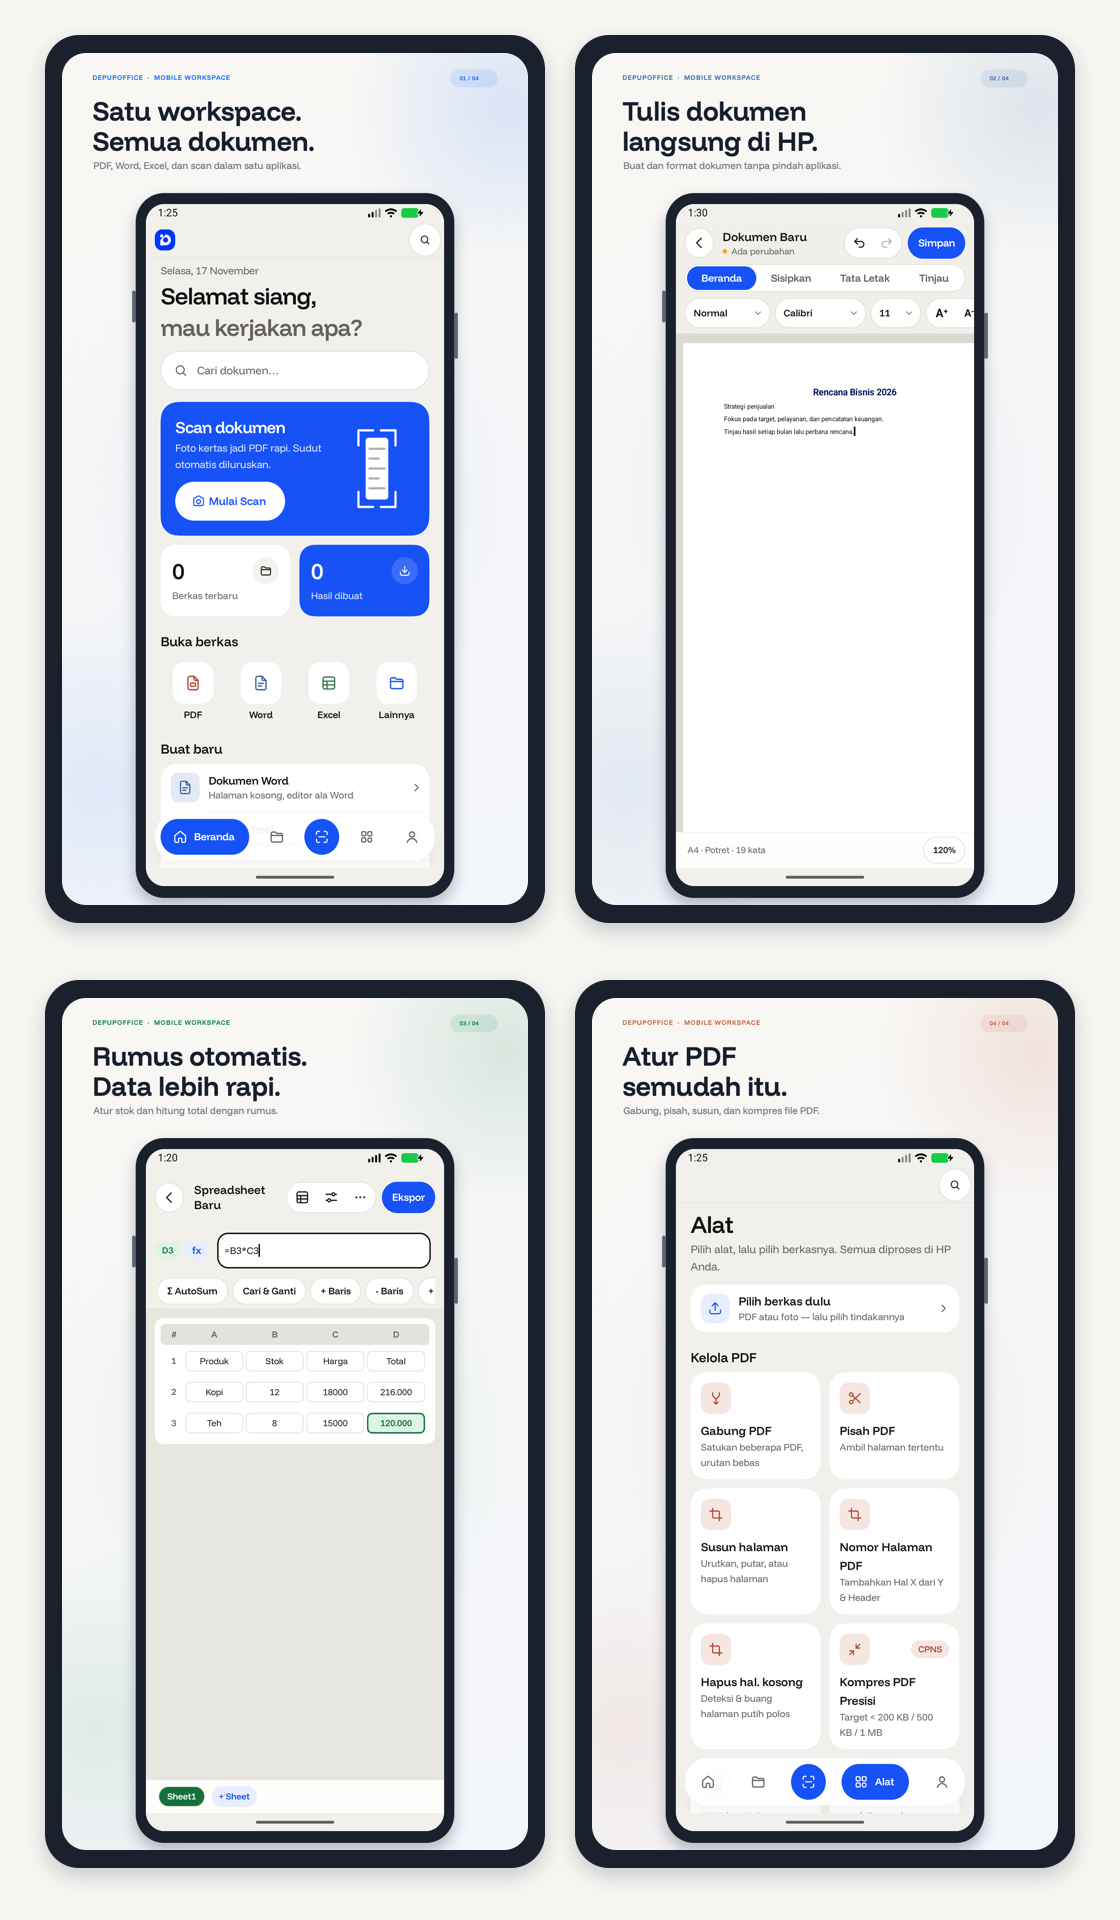 DEPUPOFFICE · MOBILE WORKSPACE
01 / 04
Satu workspace.
Semua dokumen.
PDF, Word, Excel, dan scan dalam satu aplikasi.
1:25
Selasa, 17 November
Selamat siang,
mau kerjakan apa?
Cari dokumen...
Scan dokumen
Foto kertas jadi PDF rapi. Sudut
otomatis diluruskan.
Mulai Scan
0
Berkas terbaru
0
Hasil dibuat
Buka berkas
PDF
Word
Excel
Lainnya
Buat baru
Dokumen Word
Halaman kosong, editor ala Word
Beranda
DEPUPOFFICE · MOBILE WORKSPACE
02 / 04
Tulis dokumen
langsung di HP.
Buat dan format dokumen tanpa pindah aplikasi.
1:30
Dokumen Baru
Ada perubahan
Simpan
Beranda
Sisipkan
Tata Letak
Tinjau
Normal
Calibri
11
A+
A-
Rencana Bisnis 2026
Strategi penjualan
Fokus pada target, pelayanan, dan pencatatan keuangan.
Tinjau hasil setiap bulan lalu perbarui rencana.
A4 · Potret · 19 kata
120%
DEPUPOFFICE · MOBILE WORKSPACE
03 / 04
Rumus otomatis.
Data lebih rapi.
Atur stok dan hitung total dengan rumus.
1:20
Spreadsheet
Baru
Ekspor
D3
fx
=B3*C3
Σ AutoSum
Cari & Ganti
+ Baris
- Baris
+
# A B C D
1 Produk Stok Harga Total
2 Kopi 12 18000 216.000
3 Teh 8 15000 120.000
Sheet1
+ Sheet
DEPUPOFFICE · MOBILE WORKSPACE
04 / 04
Atur PDF
semudah itu.
Gabung, pisah, susun, dan kompres file PDF.
1:25
Alat
Pilih alat, lalu pilih berkasnya. Semua diproses di HP
Anda.
Pilih berkas dulu
PDF atau foto — lalu pilih tindakannya
Kelola PDF
Gabung PDF
Satukan beberapa PDF,
urutan bebas
Pisah PDF
Ambil halaman tertentu
Susun halaman
Urutkan, putar, atau
hapus halaman
Nomor Halaman
PDF
Tambahkan Hal X dari Y
& Header
Hapus hal. kosong
Deteksi & buang
halaman putih polos
CPNS
Kompres PDF
Presisi
Target < 200 KB / 500
KB / 1 MB
Alat